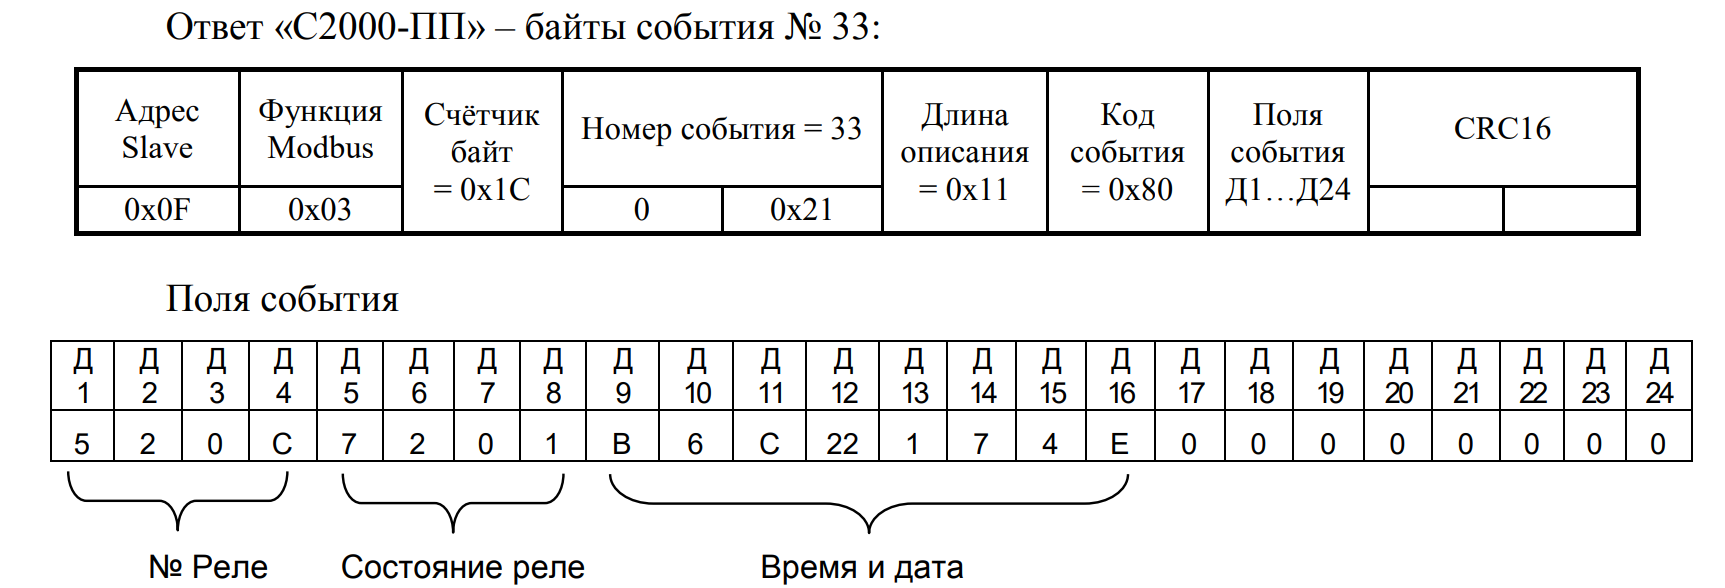 Ответ «С2000-ПП» – байты события № 33:
Адрес Slave Функция Modbus Счётчик байт = 0x1C Номер события = 33 Длина описания = 0x11 Код события = 0x80 Поля события Д1…Д24 CRC16
0x0F 0x03 0 0x21
Поля события
Д 1 Д 2 Д 3 Д 4 Д 5 Д 6 Д 7 Д 8 Д 9 Д 10 Д 11 Д 12 Д 13 Д 14 Д 15 Д 16 Д 17 Д 18 Д 19 Д 20 Д 21 Д 22 Д 23 Д 24
5 2 0 C 7 2 0 1 B 6 C 22 1 7 4 E 0 0 0 0 0 0 0 0
№ Реле Состояние реле Время и дата